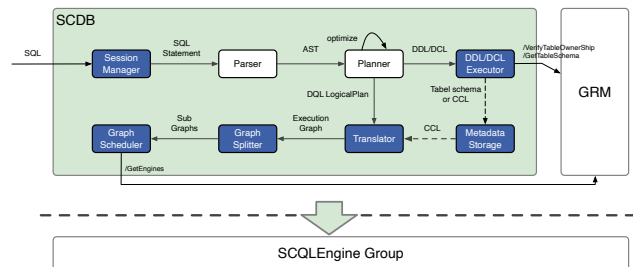 SCDB
optimize
SQL
SQL
Statement
AST
DDL/DCL
/VerifyTableOwnerShip
/GetTableSchema
Session
Manager
Parser
Planner
DDL/DCL
Executor
GRM
DQL LogicalPlan
Tabel schema
or CCL
Sub
Graphs
Execution
Graph
CCL
Graph
Scheduler
Graph
Splitter
Translator
Metadata
Storage
/GetEngines
SCQLEngine Group